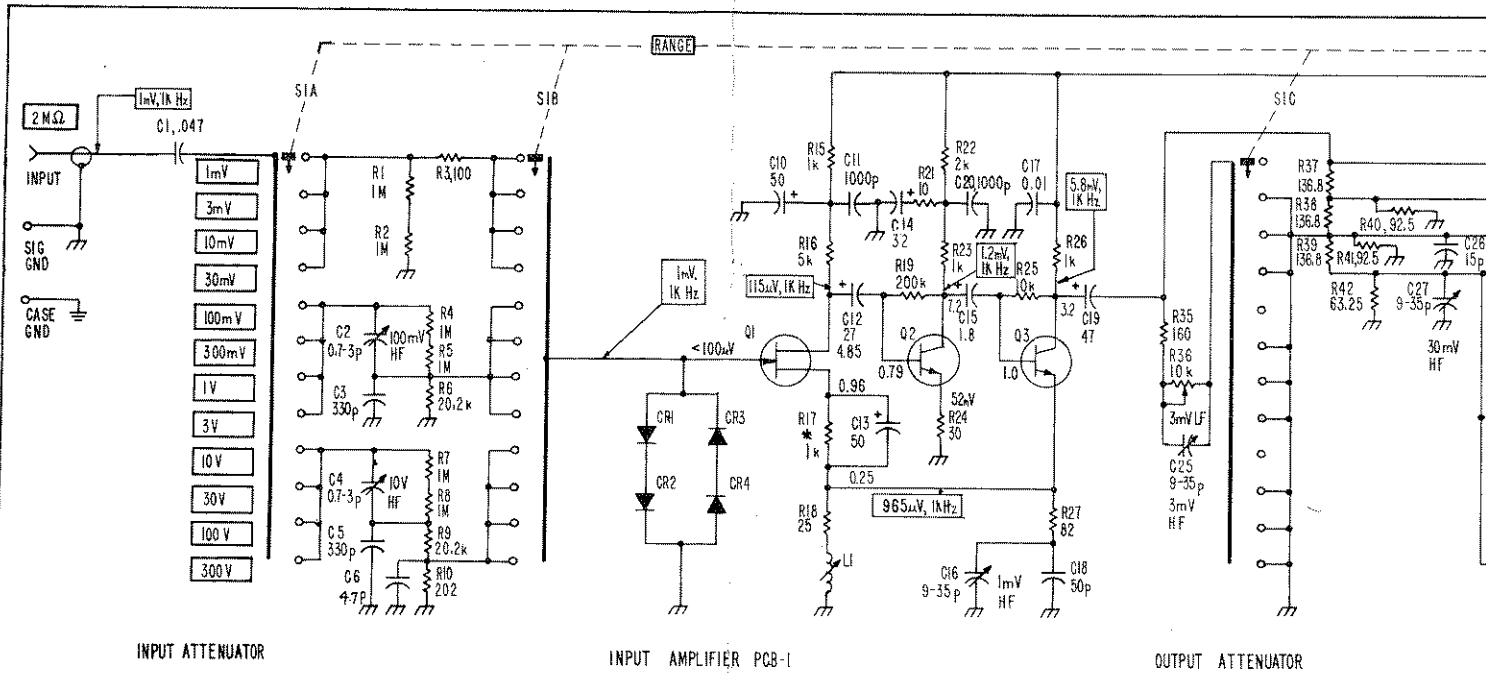 RANGE
S1A
S1B
S1C
1mV, 1K Hz
2MΩ
C1, .047
INPUT
SIG
GND
CASE
GND
1mV
3mV
10mV
30mV
100mV
300mV
1V
3V
10V
30V
100V
300V
R1
1M
R2
1M
R3,100
C2
0.7-3p
100mV
HF
R4
1M
R5
1M
C3
330p
R6
20.2k
C4
0.7-3p
10V
HF
R7
1M
R8
1M
C5
330p
R9
20.2k
C6
4.7P
R10
202
1mV,
1K Hz
<100μV
CR1
CR2
CR3
CR4
R15
1k
C10
50
+
C11
1000p
C14
32
+
R21
10
R22
2k
C20,1000p
C17
0.01
5.8mV,
1K Hz
R16
5k
115μV, 1K Hz
+
C12
27
4.85
R19
200k
R23
1k
1.2mV,
1K Hz
7.2
+
C15
1.8
R25
10k
R26
1k
3.2
+
C19
47
Q1
Q2
Q3
0.79
1.0
0.96
R17
*
1k
+
C13
50
0.25
52mV
R24
30
965μV, 1KHz
R18
25
L1
R27
82
C16
9-35p
1mV
HF
C18
50p
R35
160
R36
10k
3mV LF
C25
9-35p
3mV
HF
R37
136.8
R38
136.8
R39
136.8
R40, 92.5
R41,92.5
C26
15p
R42
63.25
C27
9-35p
30mV
HF
INPUT ATTENUATOR
INPUT AMPLIFIER PCB-1
OUTPUT ATTENUATOR